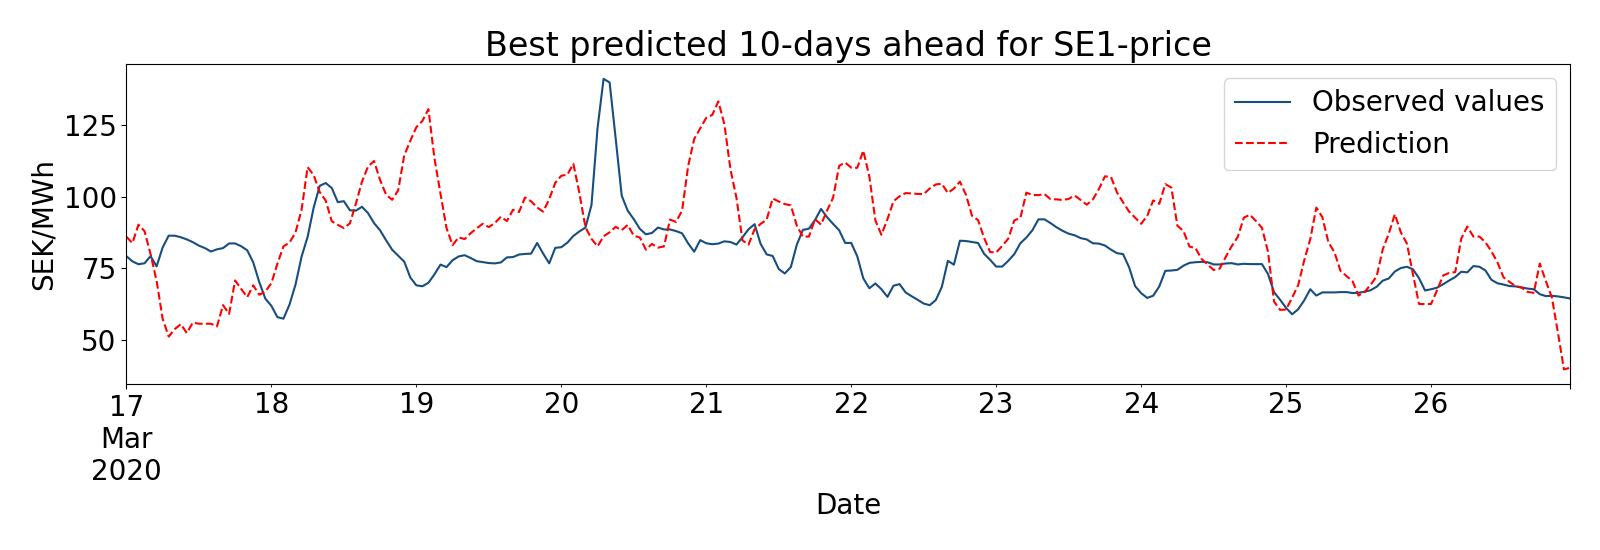 Best predicted 10-days ahead for SE1-price
Observed values
Prediction
SEK/MWh
125
100
75
50
17
18
19
20
21
22
23
24
25
26
Mar
2020
Date